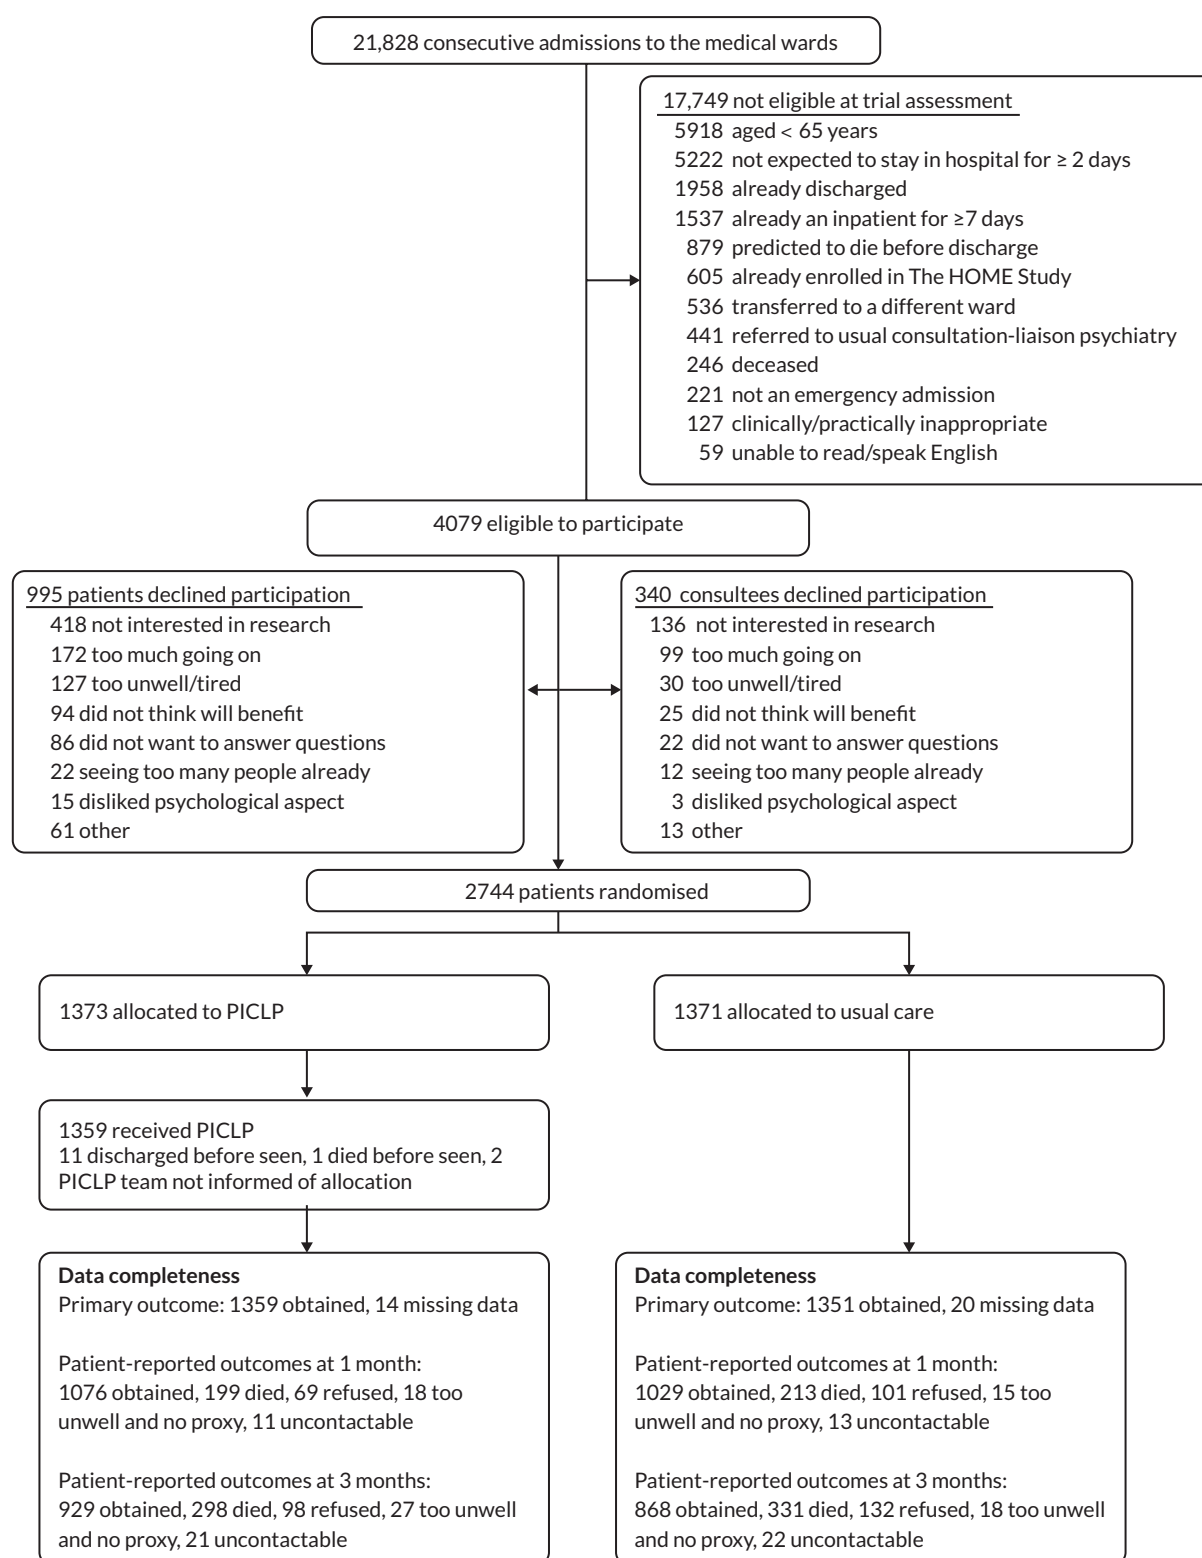 21,828 consecutive admissions to the medical wards
17,749 not eligible at trial assessment
5918 aged < 65 years
5222 not expected to stay in hospital for ≥ 2 days
1958 already discharged
1537 already an inpatient for ≥7 days
879 predicted to die before discharge
605 already enrolled in The HOME Study
536 transferred to a different ward
441 referred to usual consultation-liaison psychiatry
246 deceased
221 not an emergency admission
127 clinically/practically inappropriate
59 unable to read/speak English
4079 eligible to participate
995 patients declined participation
418 not interested in research
172 too much going on
127 too unwell/tired
94 did not think will benefit
86 did not want to answer questions
22 seeing too many people already
15 disliked psychological aspect
61 other
340 consultees declined participation
136 not interested in research
99 too much going on
30 too unwell/tired
25 did not think will benefit
22 did not want to answer questions
12 seeing too many people already
3 disliked psychological aspect
13 other
2744 patients randomised
1373 allocated to PICLP
1371 allocated to usual care
1359 received PICLP
11 discharged before seen, 1 died before seen, 2
PICLP team not informed of allocation
Data completeness
Primary outcome: 1359 obtained, 14 missing data
Patient-reported outcomes at 1 month:
1076 obtained, 199 died, 69 refused, 18 too
unwell and no proxy, 11 uncontactable
Patient-reported outcomes at 3 months:
929 obtained, 298 died, 98 refused, 27 too unwell
and no proxy, 21 uncontactable
Data completeness
Primary outcome: 1351 obtained, 20 missing data
Patient-reported outcomes at 1 month:
1029 obtained, 213 died, 101 refused, 15 too
unwell and no proxy, 13 uncontactable
Patient-reported outcomes at 3 months:
868 obtained, 331 died, 132 refused, 18 too unwell
and no proxy, 22 uncontactable